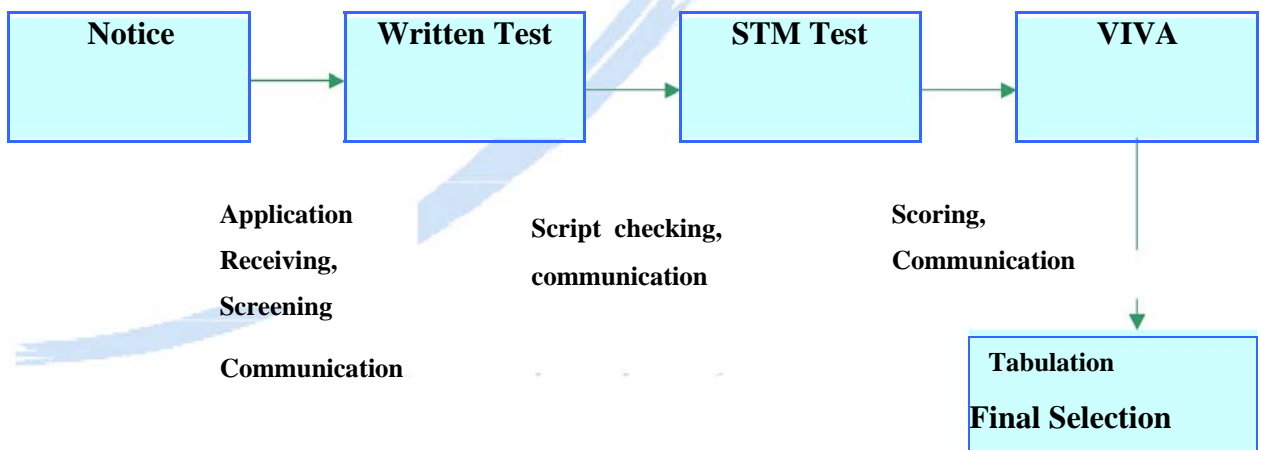 Notice
Written Test
STM Test
VIVA
Application
Receiving,
Screening
Communication
Script checking,
communication
Scoring,
Communication
Tabulation
Final Selection